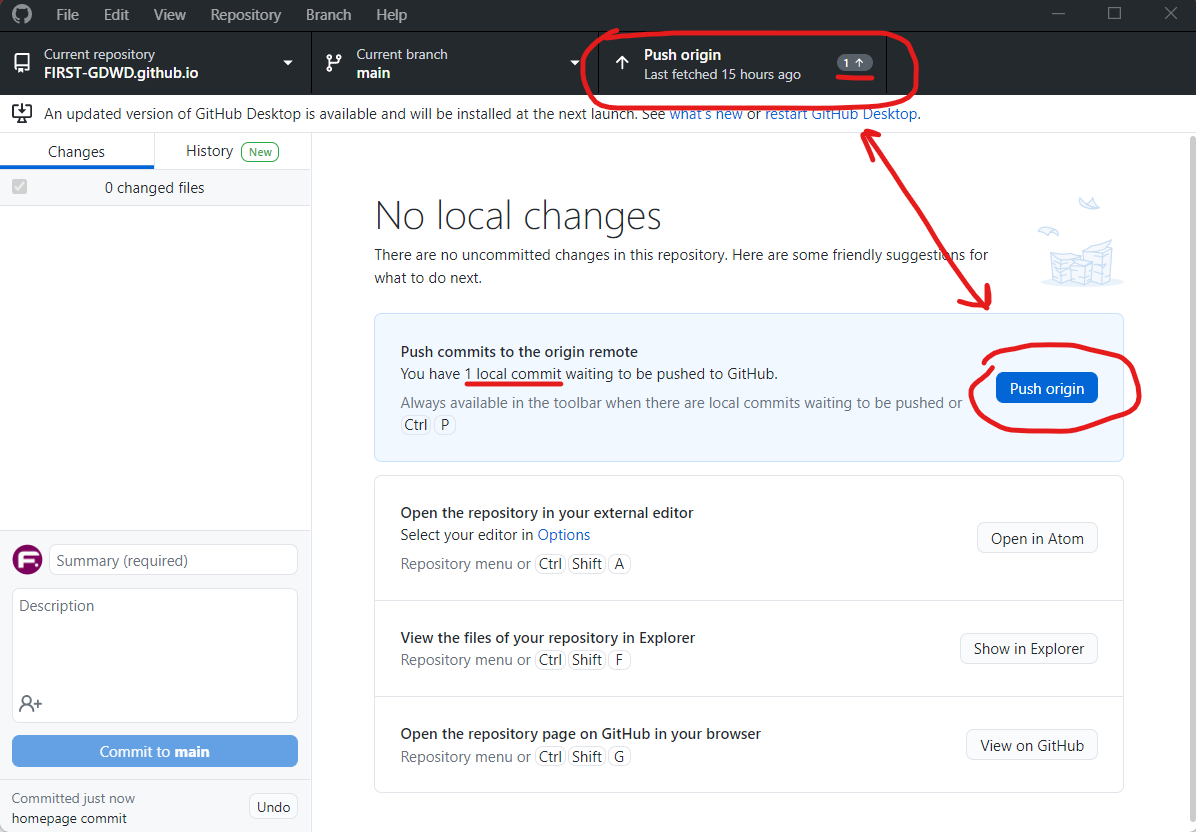 File Edit View Repository Branch Help
Current repository
FIRST-GDWD.github.io
Current branch
main
Push origin
Last fetched 15 hours ago
1
An updated version of GitHub Desktop is available and will be installed at the next launch. See what's new or restart GitHub Desktop.
Changes
History New
0 changed files
No local changes
There are no uncommitted changes in this repository. Here are some friendly suggestions for
what to do next.
Push commits to the origin remote
You have 1 local commit waiting to be pushed to GitHub.
Always available in the toolbar when there are local commits waiting to be pushed or
Ctrl P
Push origin
Open the repository in your external editor
Select your editor in Options
Repository menu or Ctrl Shift A
Open in Atom
View the files of your repository in Explorer
Repository menu or Ctrl Shift F
Show in Explorer
Open the repository page on GitHub in your browser
Repository menu or Ctrl Shift G
View on GitHub
F
Summary (required)
Description
Commit to main
Committed just now
homepage commit
Undo